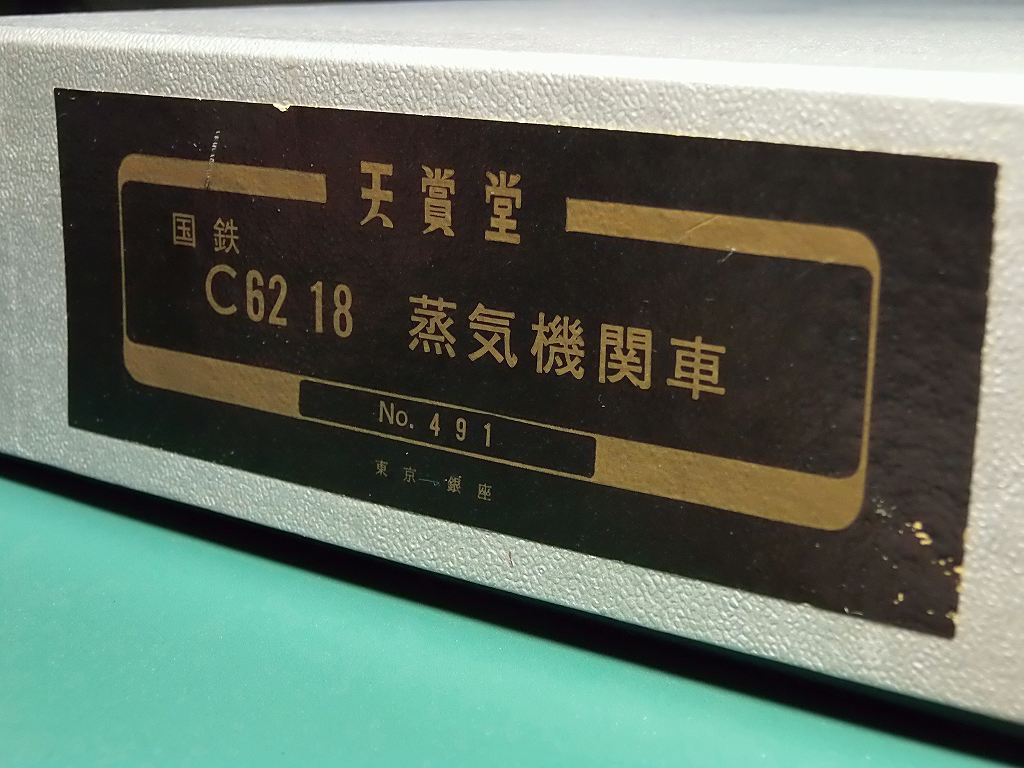 天賞堂
国鉄
C62 18 蒸気機関車
No. 491
東京—銀座